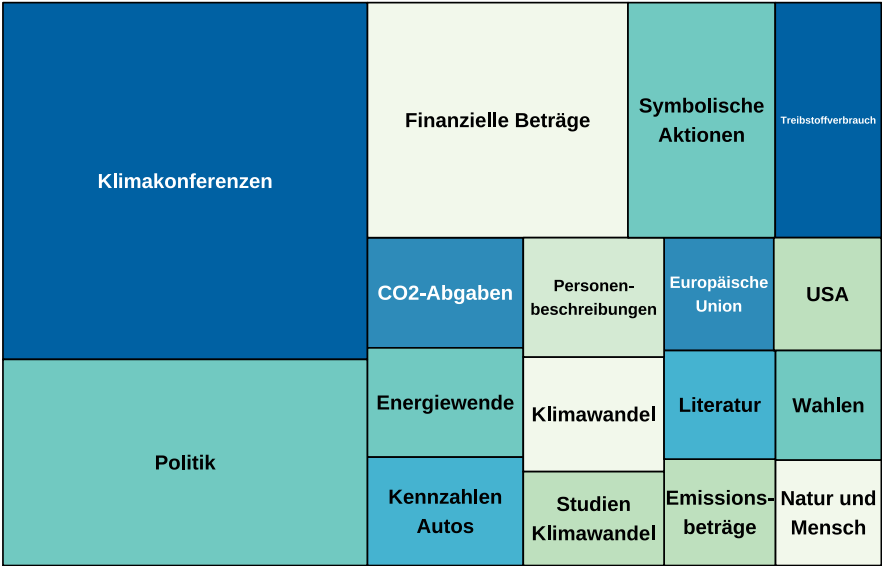 Klimakonferenzen
Politik
Finanzielle Beträge
Symbolische
Aktionen
Treibstoffverbrauch
CO2-Abgaben
Personen-
beschreibungen
Europäische
Union
USA
Energiewende
Klimawandel
Literatur
Wahlen
Kennzahlen
Autos
Studien
Klimawandel
Emissions-
beträge
Natur und
Mensch